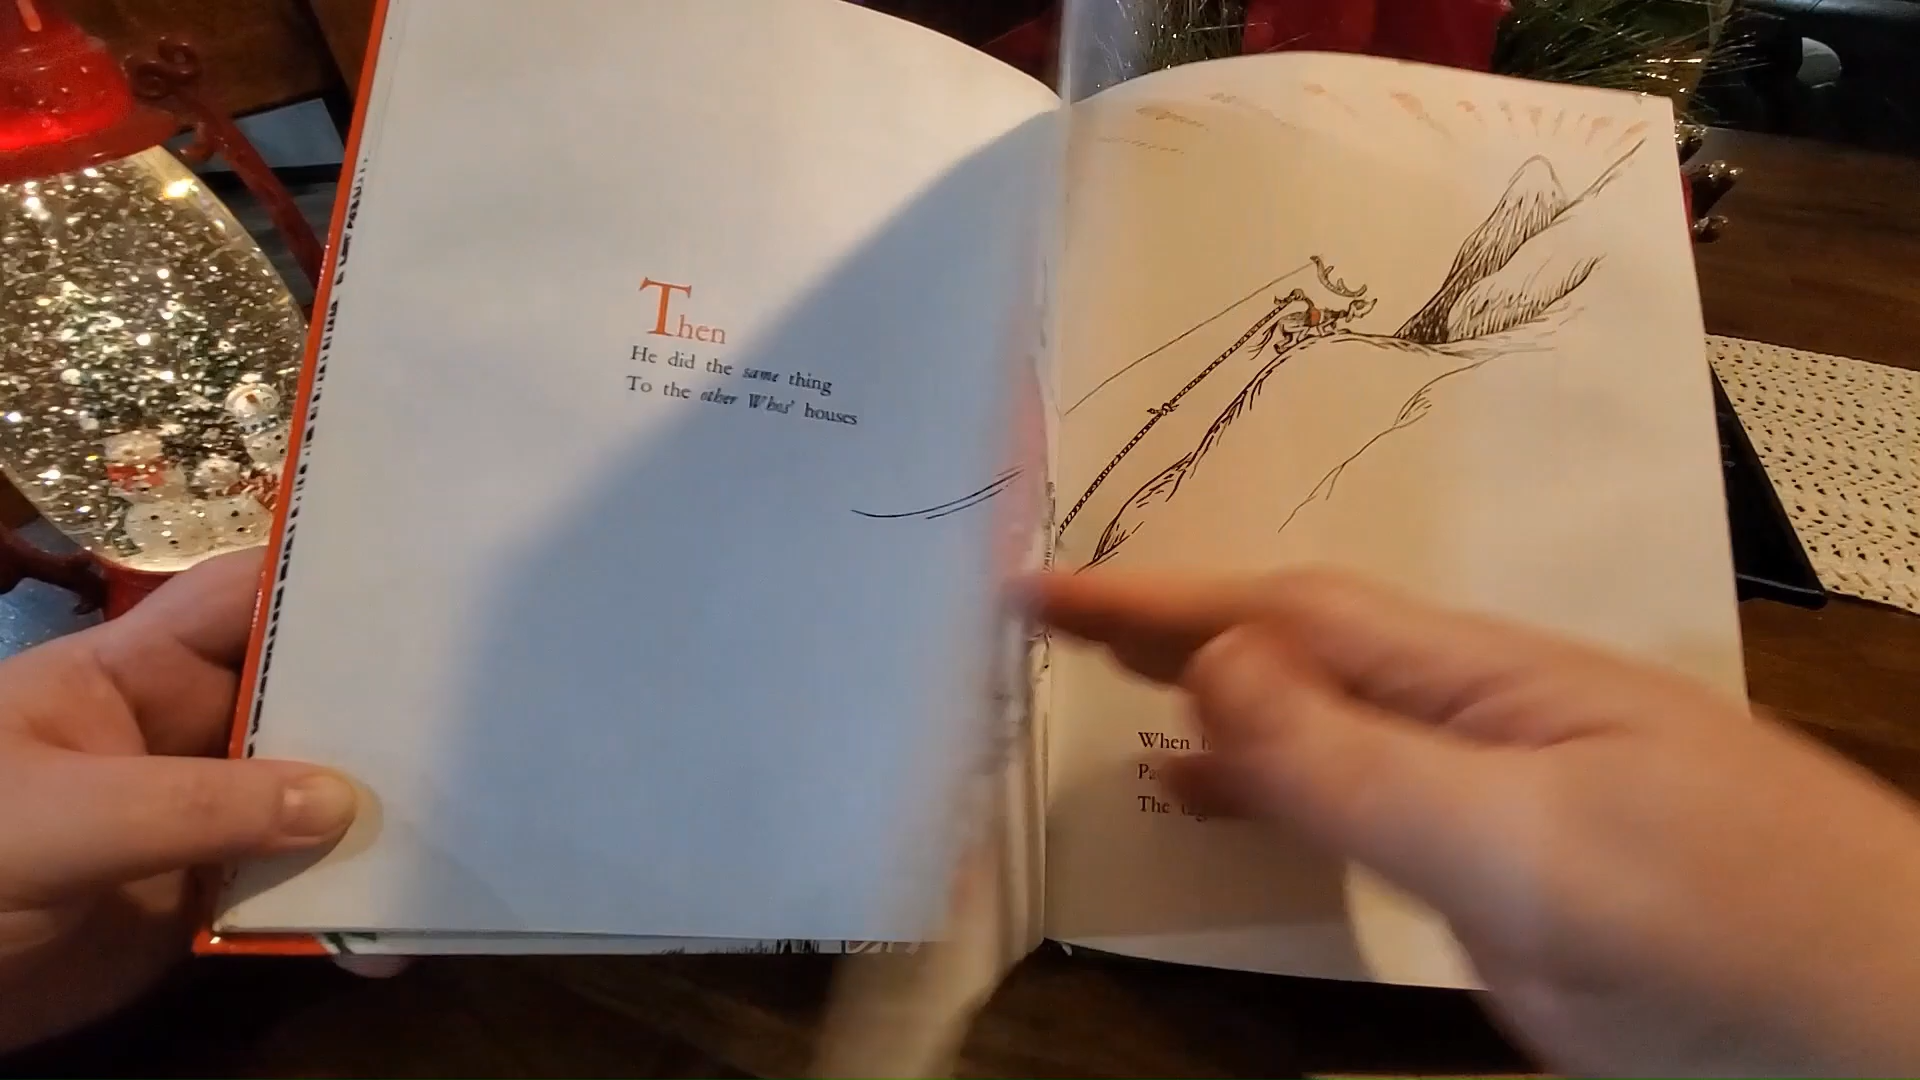 Then
He did the same thing
To the other Whos' houses
When
The